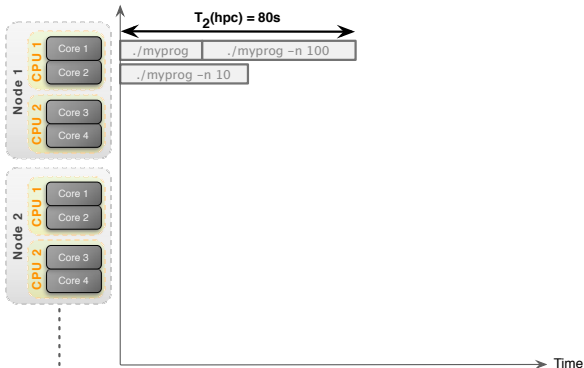 T2(hpc) = 80s
Node 1
CPU 1
Core 1
Core 2
CPU 2
Core 3
Core 4
./myprog
./myprog -n 100
./myprog -n 10
Node 2
CPU 1
Core 1
Core 2
CPU 2
Core 3
Core 4
Time